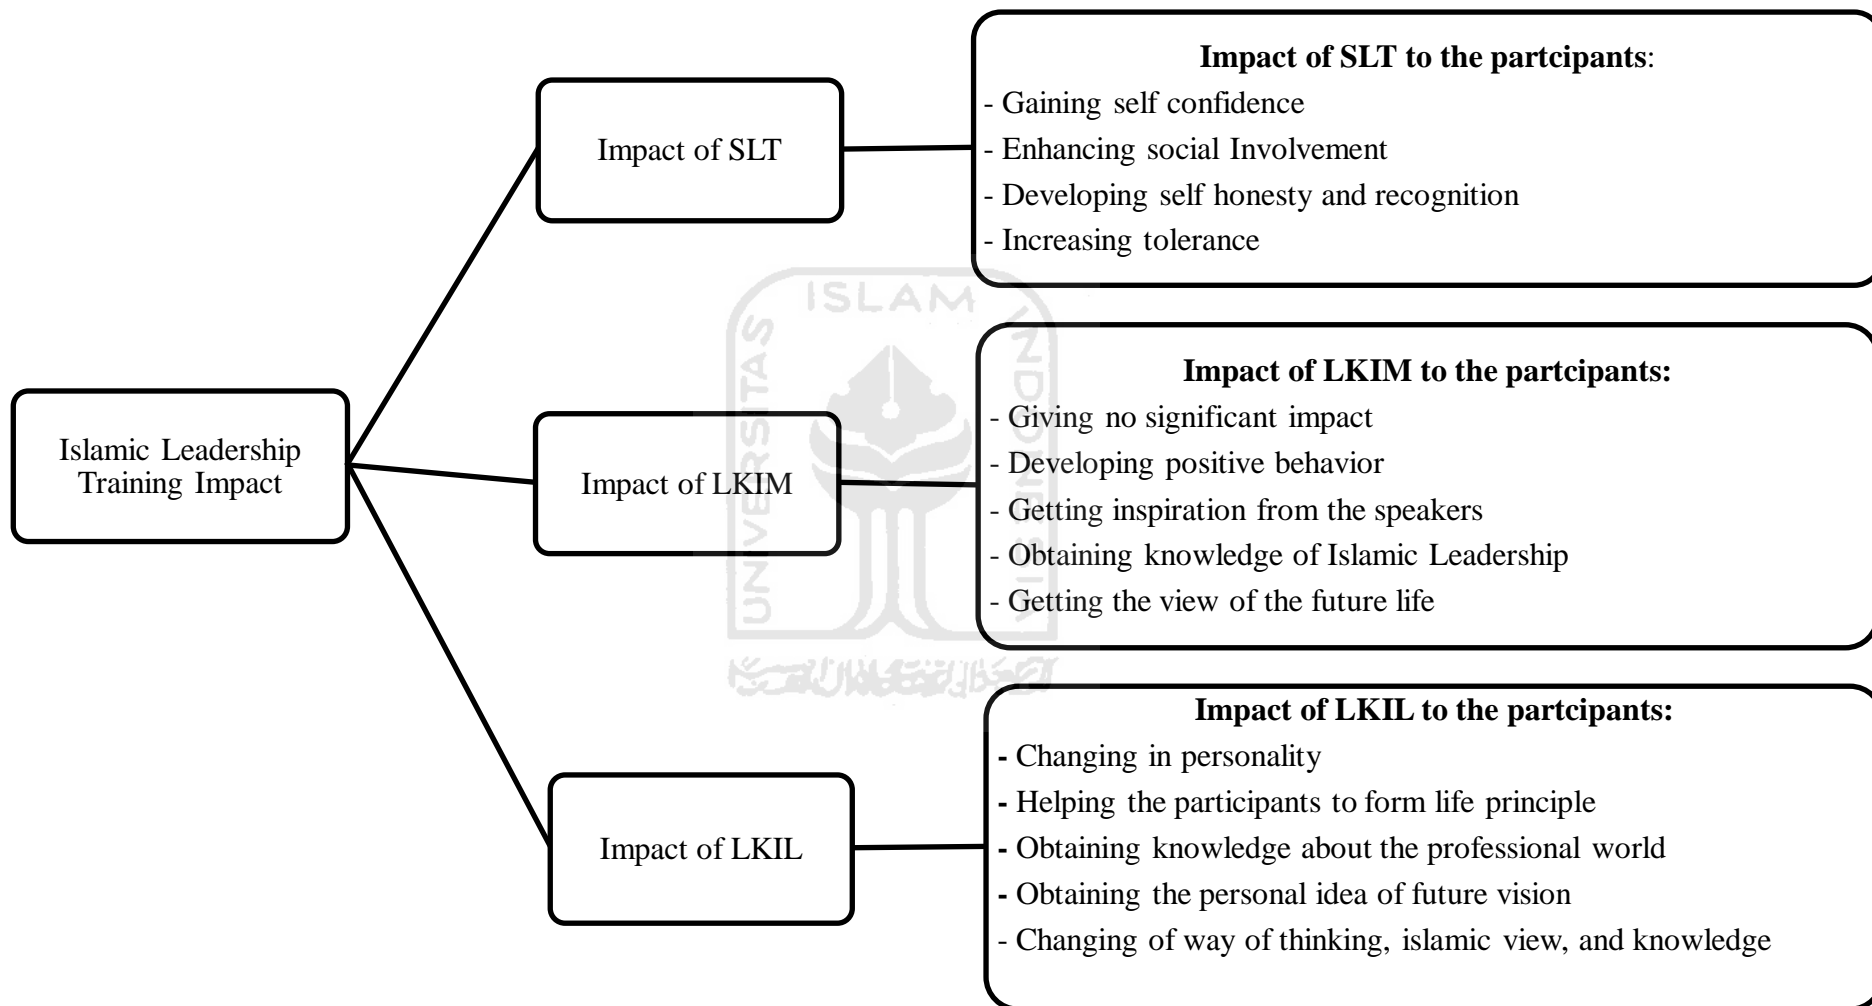 Islamic Leadership
Training Impact
Impact of SLT
Impact of SLT to the partcipants:
- Gaining self confidence
- Enhancing social Involvement
- Developing self honesty and recognition
- Increasing tolerance
Impact of LKIM
Impact of LKIM to the partcipants:
- Giving no significant impact
- Developing positive behavior
- Getting inspiration from the speakers
- Obtaining knowledge of Islamic Leadership
- Getting the view of the future life
Impact of LKIL
Impact of LKIL to the partcipants:
- Changing in personality
- Helping the participants to form life principle
- Obtaining knowledge about the professional world
- Obtaining the personal idea of future vision
- Changing of way of thinking, islamic view, and knowledge
UNIVERSITAS
ISLAM
INDONESIA